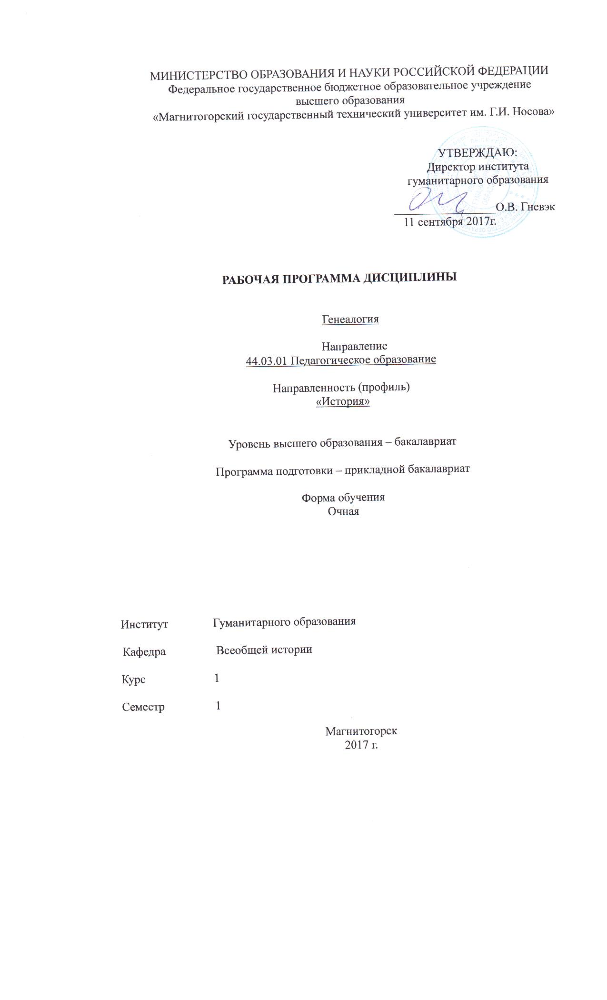 МИНИСТЕРСТВО ОБРАЗОВАНИЯ И НАУКИ РОССИЙСКОЙ ФЕДЕРАЦИИ
Федеральное государственное бюджетное образовательное учреждение
высшего образования
«Магнитогорский государственный технический университет им. Г.И. Носова»
УТВЕРЖДАЮ:
Директор института
гуманитарного образования
О.В. Гневэк
11 сентября 2017г.
РАБОЧАЯ ПРОГРАММА ДИСЦИПЛИНЫ
Генеалогия
Направление
44.03.01 Педагогическое образование
Направленность (профиль)
«История»
Уровень высшего образования – бакалавриат
Программа подготовки – прикладной бакалавриат
Форма обучения
Очная
Институт Гуманитарного образования
Кафедра Всеобщей истории
Курс 1
Семестр 1
Магнитогорск
2017 г.